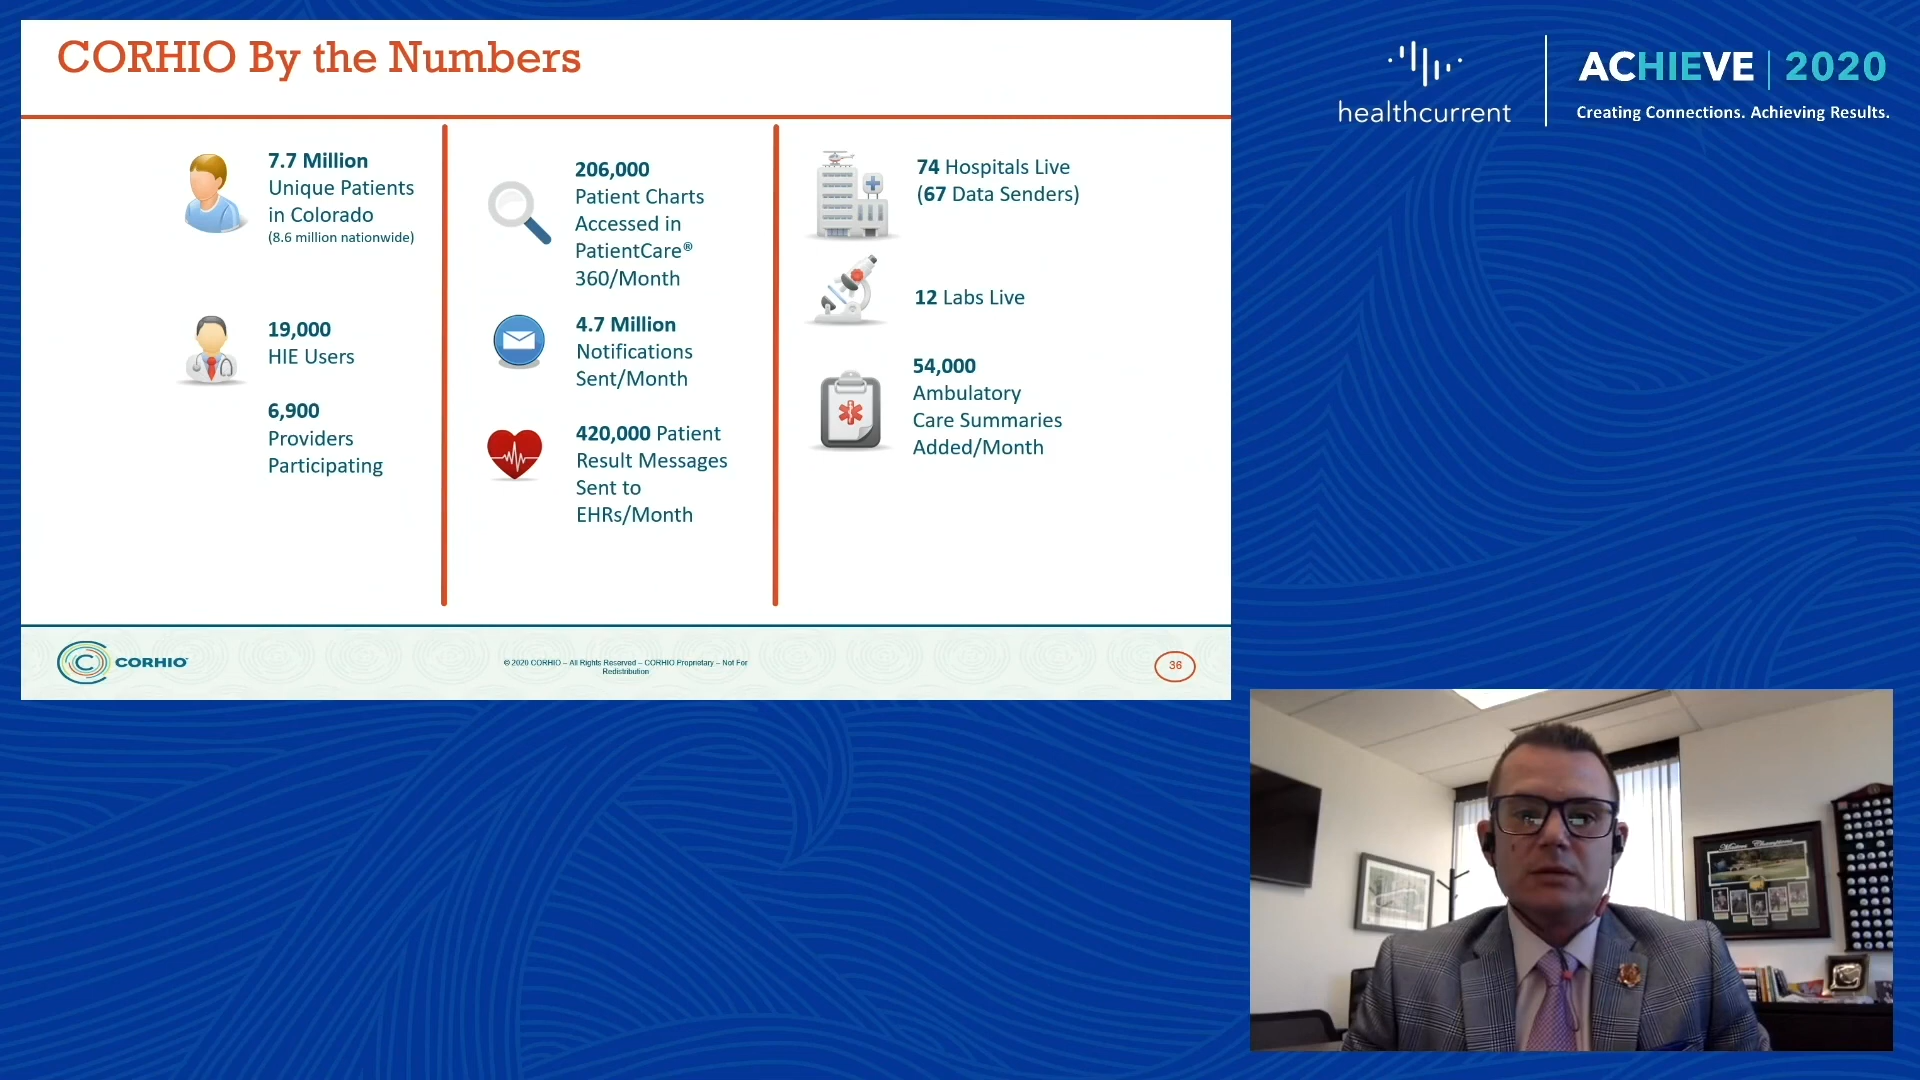 CORHIO By the Numbers
7.7 Million
Unique Patients
in Colorado
(8.6 million nationwide)
19,000
HIE Users
6,900
Providers
Participating
206,000
Patient Charts
Accessed in
PatientCare®
360/Month
4.7 Million
Notifications
Sent/Month
420,000 Patient
Result Messages
Sent to
EHRs/Month
74 Hospitals Live
(67 Data Senders)
12 Labs Live
54,000
Ambulatory
Care Summaries
Added/Month
CORHIO
© 2020 CORHIO – All Rights Reserved – CORHIO Proprietary – Not For
Redistribution
36
healthcurrent
ACHIEVE | 2020
Creating Connections. Achieving Results.